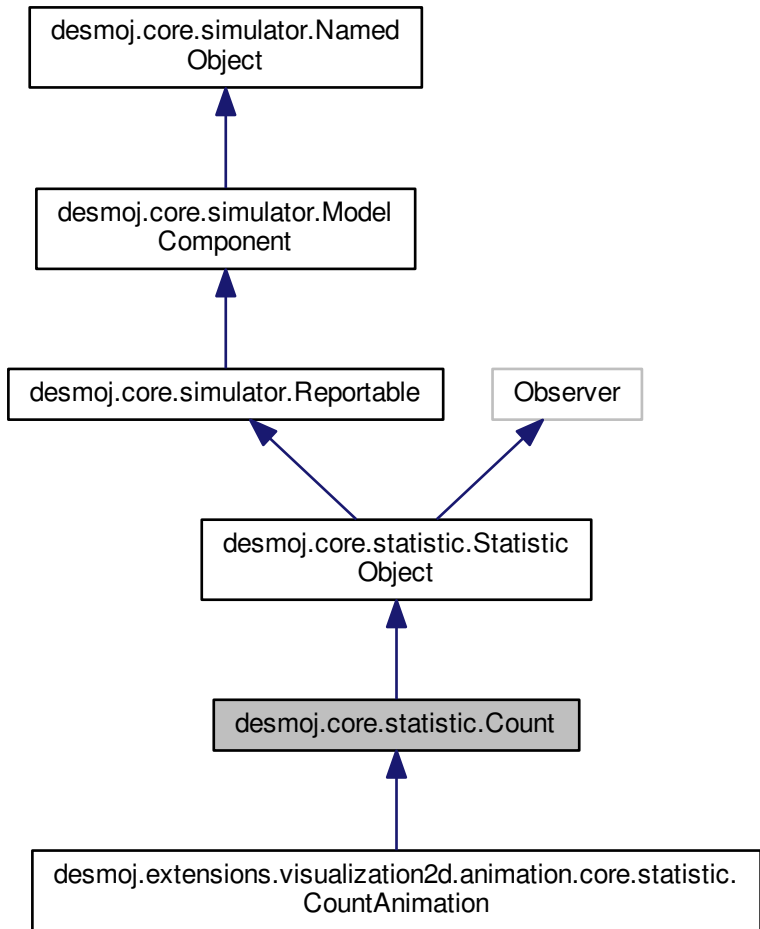 desmoj.core.simulator.Named
Object
desmoj.core.simulator.Model
Component
desmoj.core.simulator.Reportable
Observer
desmoj.core.statistic.Statistic
Object
desmoj.core.statistic.Count
desmoj.extensions.visualization2d.animation.core.statistic.
CountAnimation